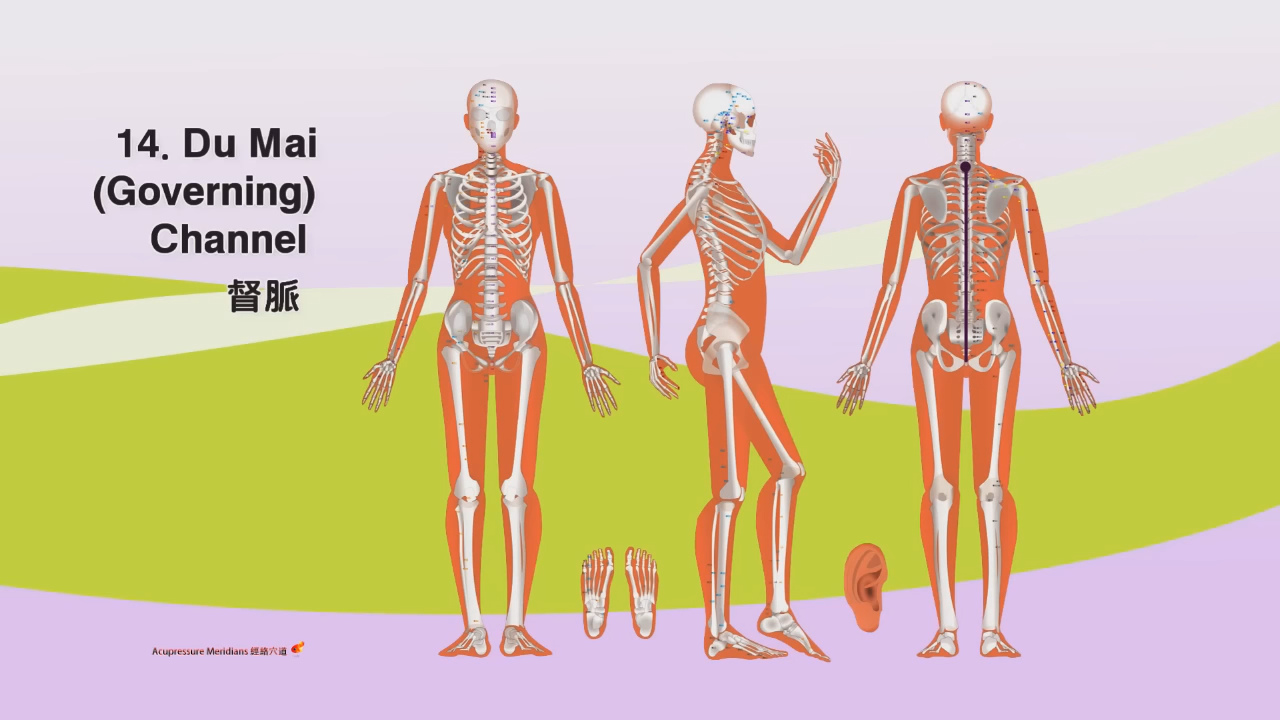 14. Du Mai
(Governing)
Channel
督脈
Acupressure Meridians 經絡穴道